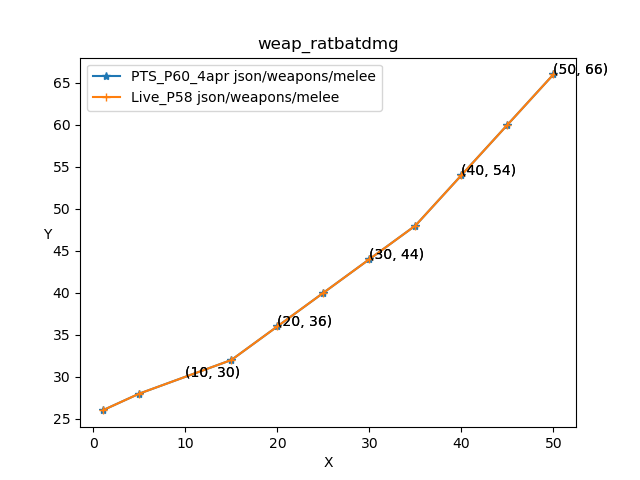 weap_ratbatdmg
PTS_P60_4apr json/weapons/melee
Live_P58 json/weapons/melee
(50, 66)
(40, 54)
(30, 44)
(20, 36)
(10, 30)
Y
65
60
55
50
45
40
35
30
25
0 10 20 30 40 50
X